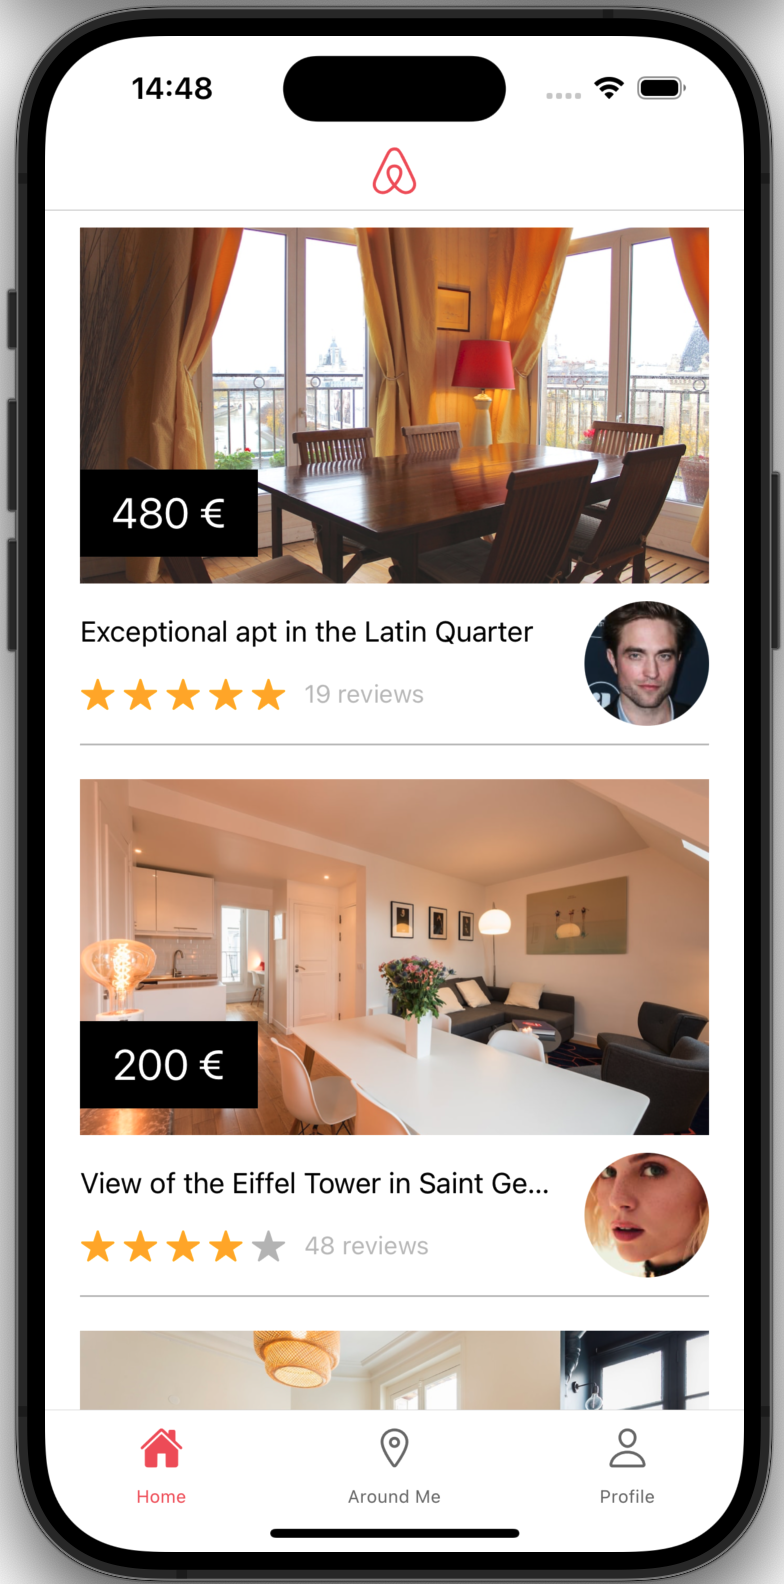 14:48
480 €
Exceptional apt in the Latin Quarter
19 reviews
200 €
View of the Eiffel Tower in Saint Ge...
48 reviews
Home
Around Me
Profile